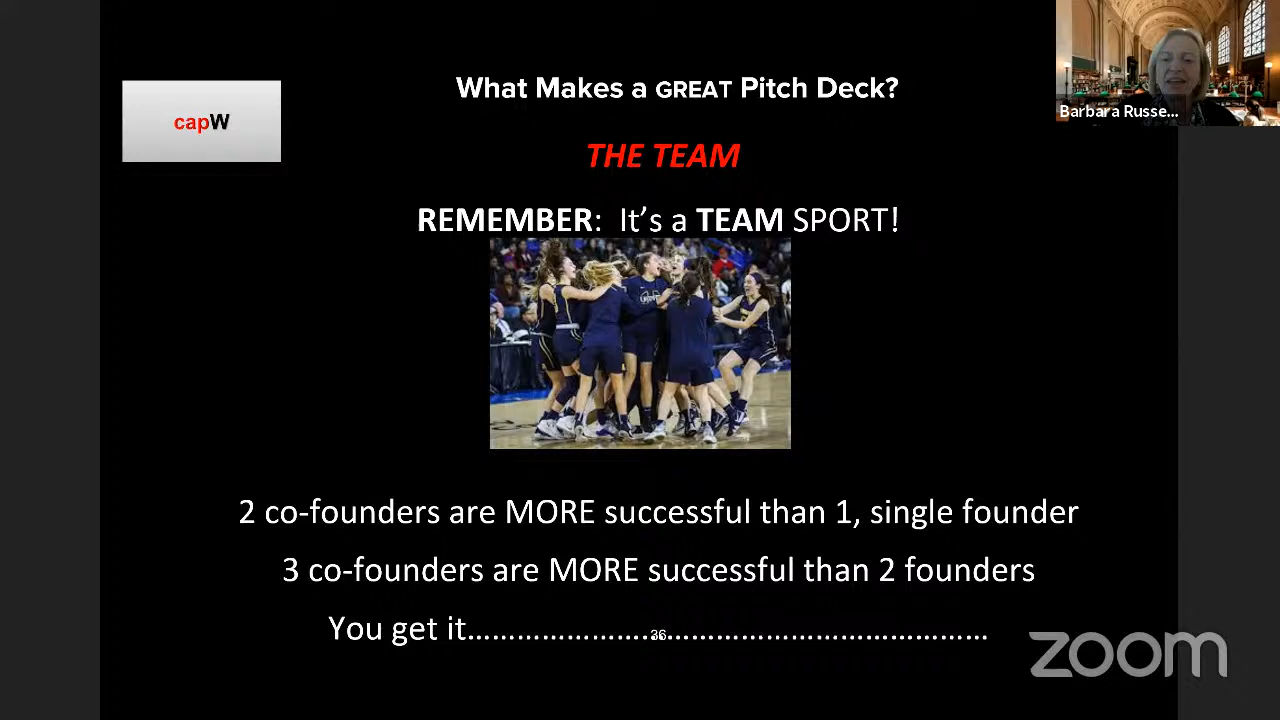 What Makes a GREAT Pitch Deck?
capW
Barbara Russe...
THE TEAM
REMEMBER: It's a TEAM SPORT!
2 co-founders are MORE successful than 1, single founder
3 co-founders are MORE successful than 2 founders
You get it………………….………………………………….
36
zoom